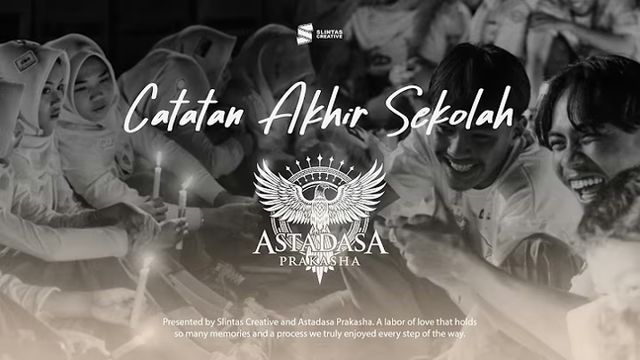 SLINTAS
CREATIVE
Catatan Akhir Sekolah
ASTADASA
PRAKASHA
Presented by Slintas Creative and Astadasa Prakasha. A labor of love that holds
so many memories and a process we truly enjoyed every step of the way.